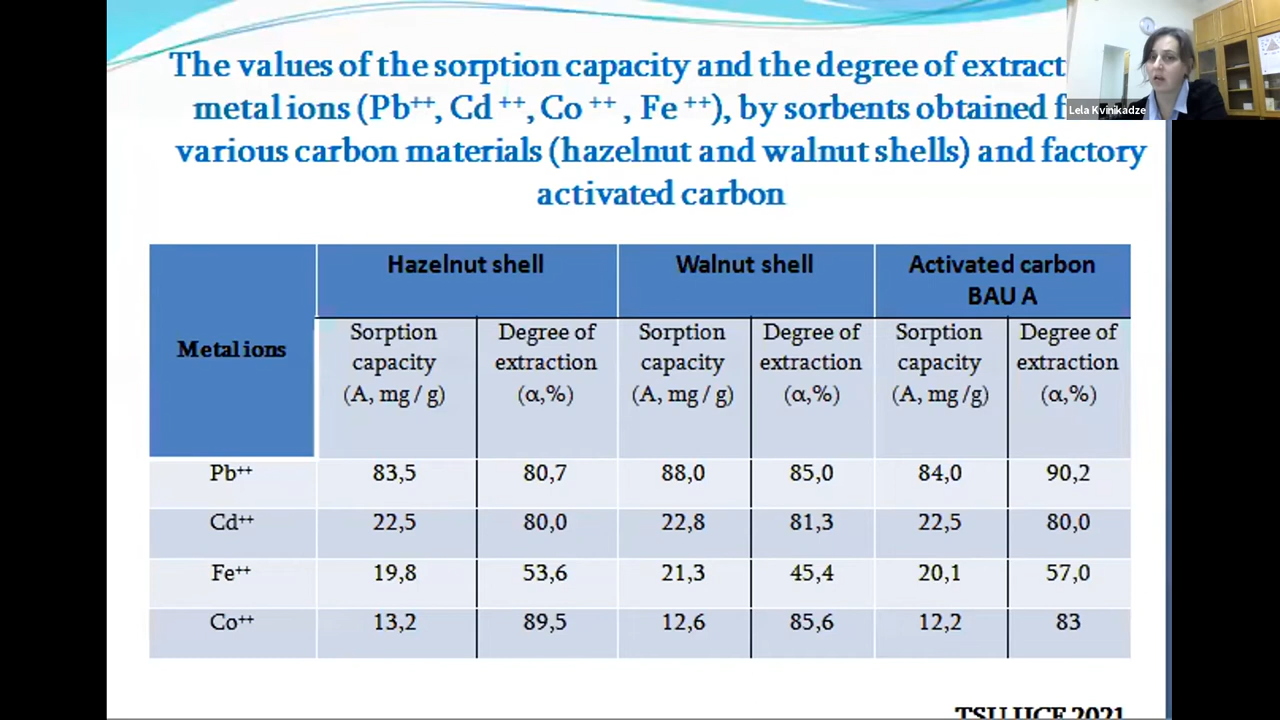 The values of the sorption capacity and the degree of
metal ions (Pb⁺⁺, Cd ⁺⁺, Co ⁺⁺ , Fe ⁺⁺), by sorbents obtained
various carbon materials (hazelnut and walnut shells) and factory
activated carbon
Lela Kvinikadze
Hazelnut shell Walnut shell Activated carbon
BAU A
Metal ions
Sorption Degree of Sorption Degree of Sorption Degree of
capacity extraction capacity extraction capacity extraction
(A, mg / g) (α,%) (A, mg / g) (α,%) (A, mg /g) (α,%)
Pb⁺⁺ 83,5 80,7 88,0 85,0 84,0 90,2
Cd⁺⁺ 22,5 80,0 22,8 81,3 22,5 80,0
Fe⁺⁺ 19,8 53,6 21,3 45,4 20,1 57,0
Co⁺⁺ 13,2 89,5 12,6 85,6 12,2 83
TSU 2021